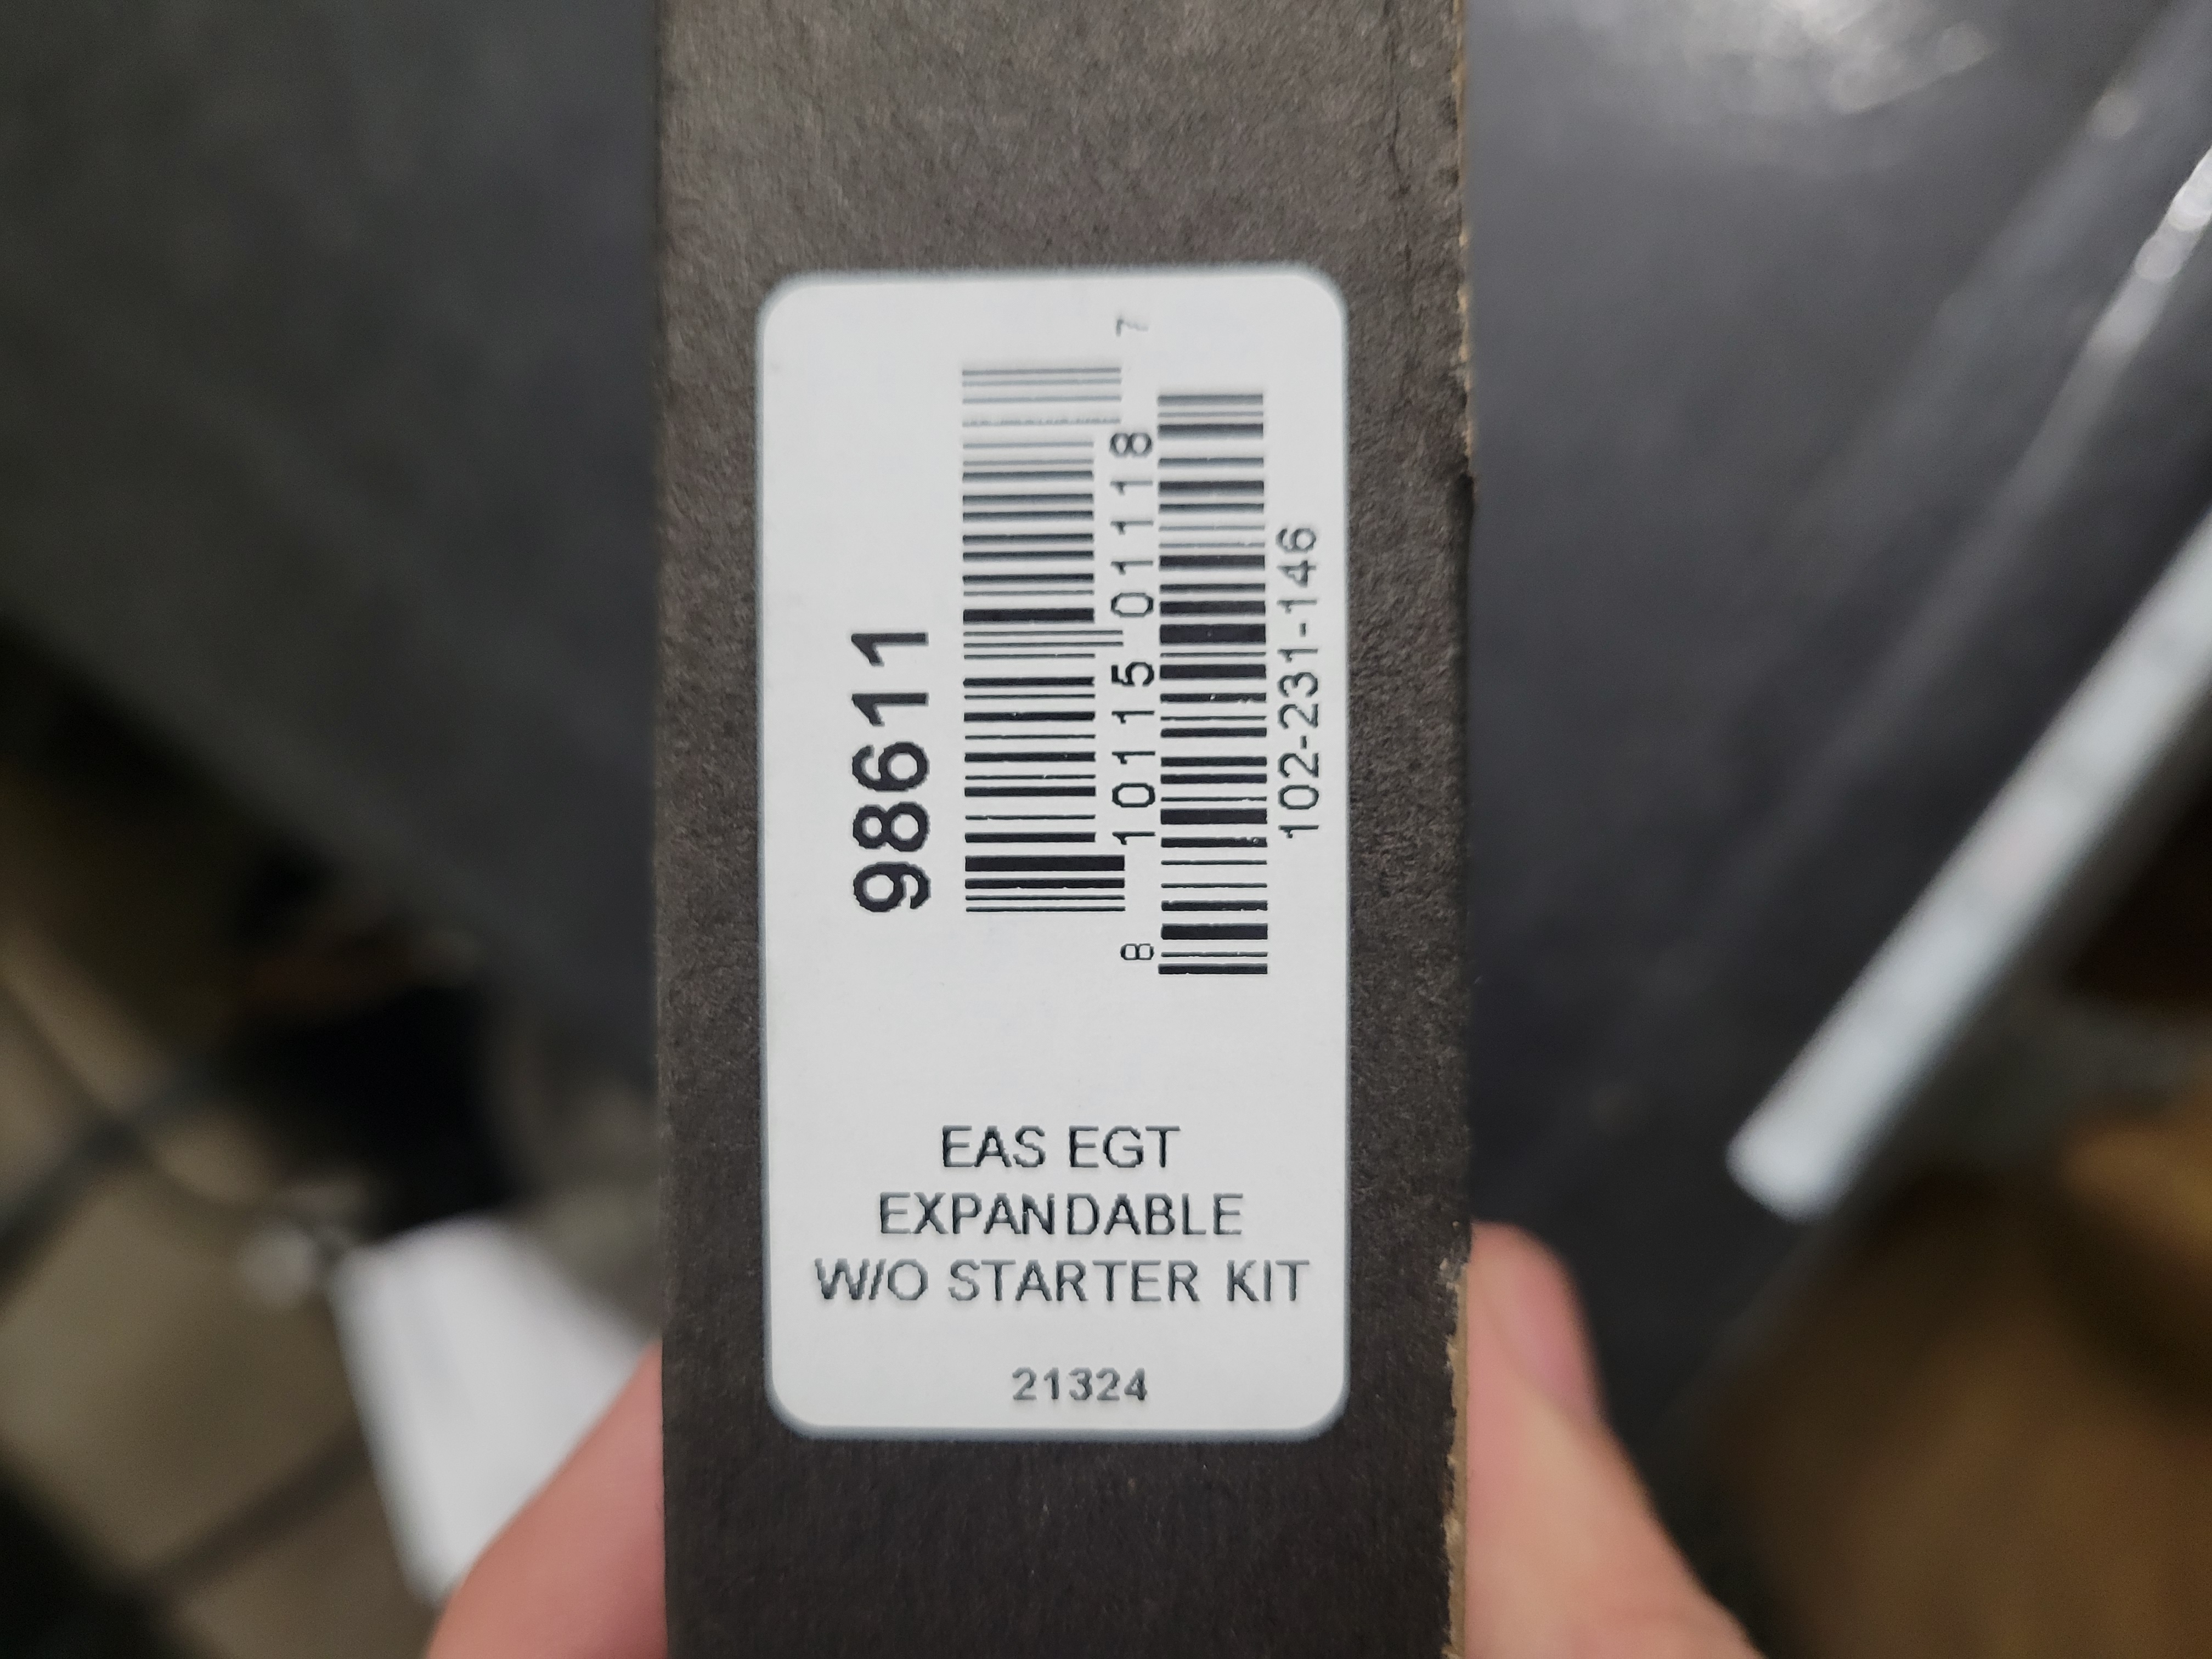 98611
8 10115 01118 7
102-231-146
EAS EGT
EXPANDABLE
W/O STARTER KIT
21324